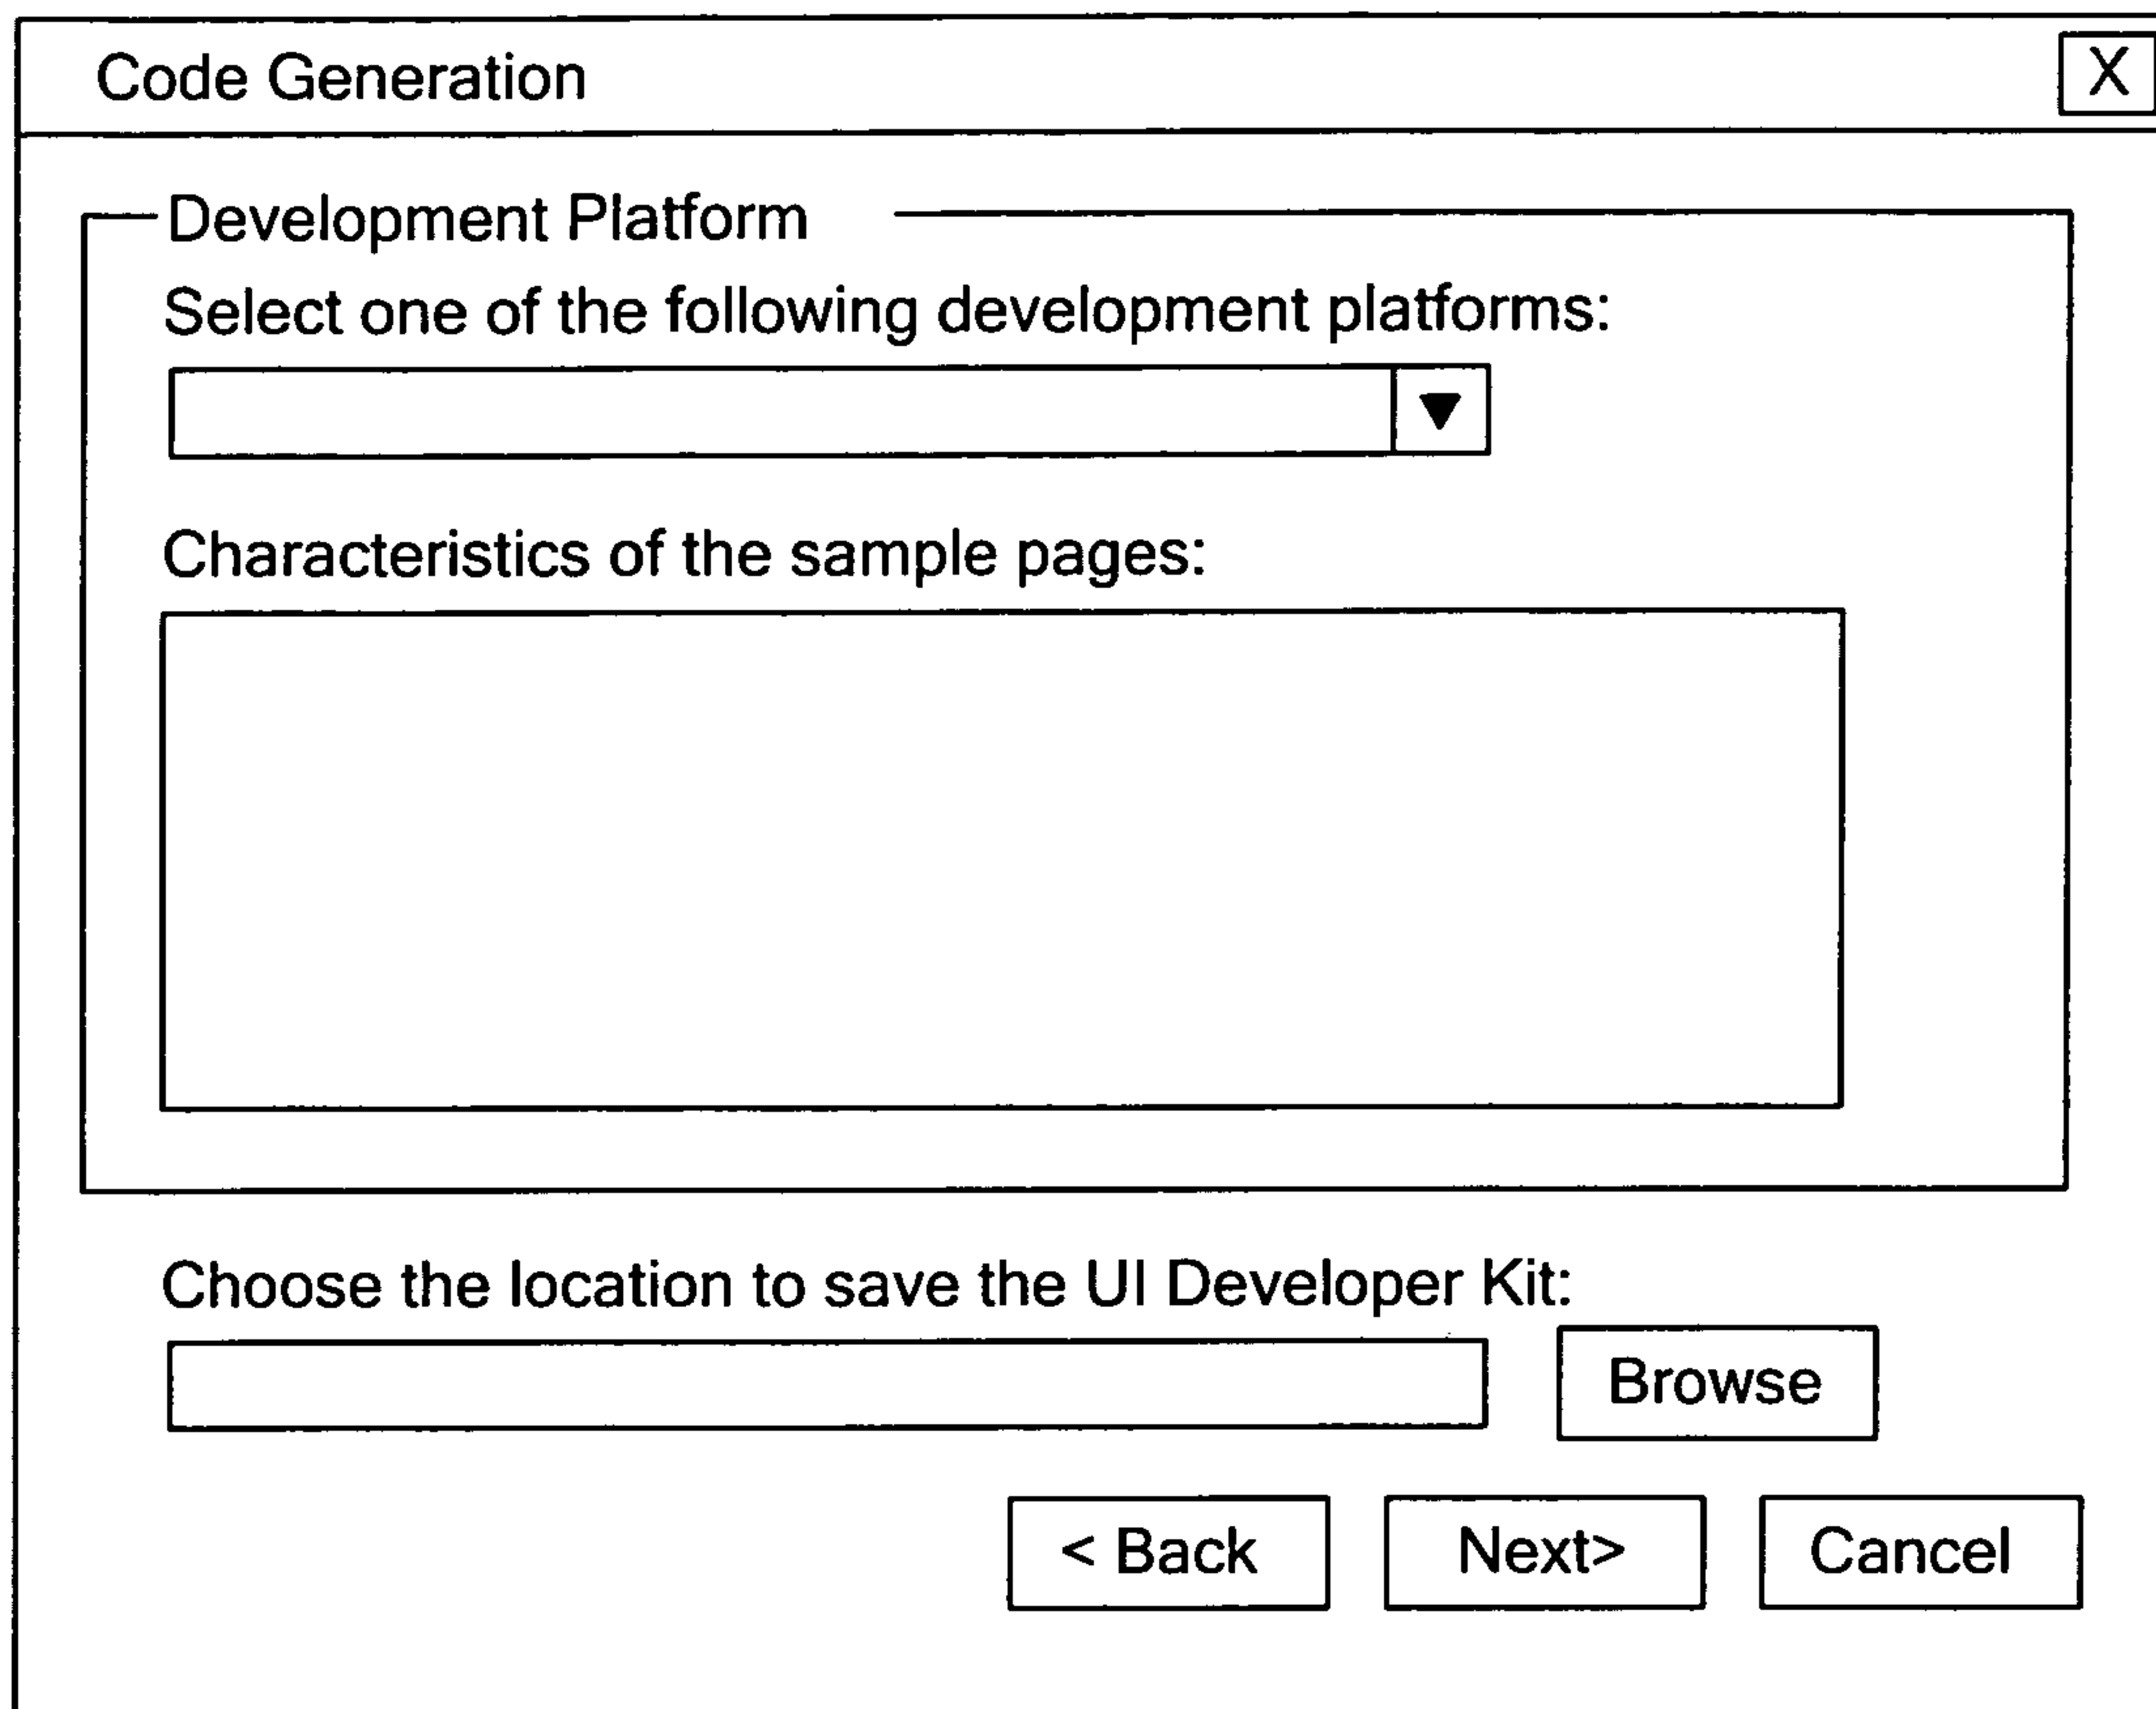 Code Generation X
Development Platform
Select one of the following development platforms:
Characteristics of the sample pages:
Choose the location to save the UI Developer Kit:
Browse
< Back Next> Cancel